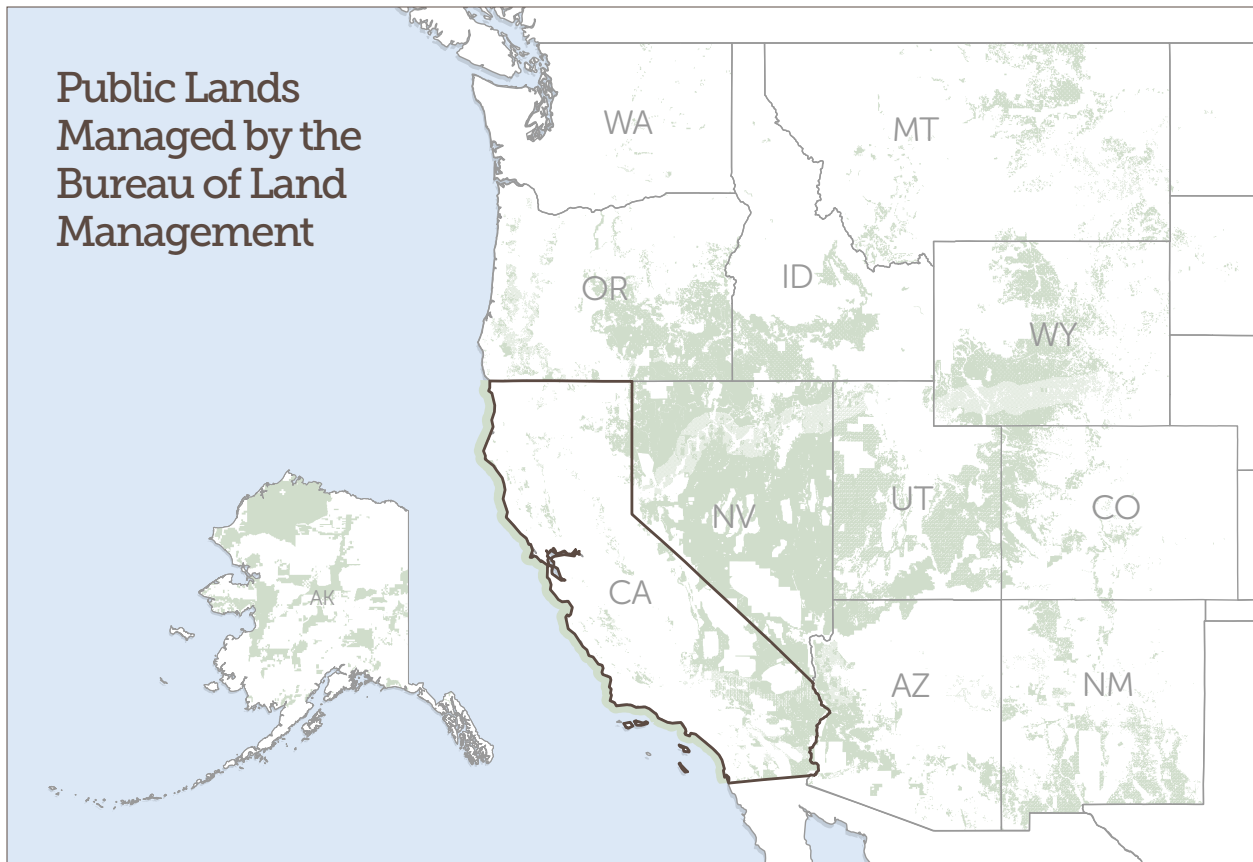 Public Lands
Managed by the
Bureau of Land
Management
WA
MT
OR
ID
WY
NV
UT
CO
CA
AK
AZ
NM